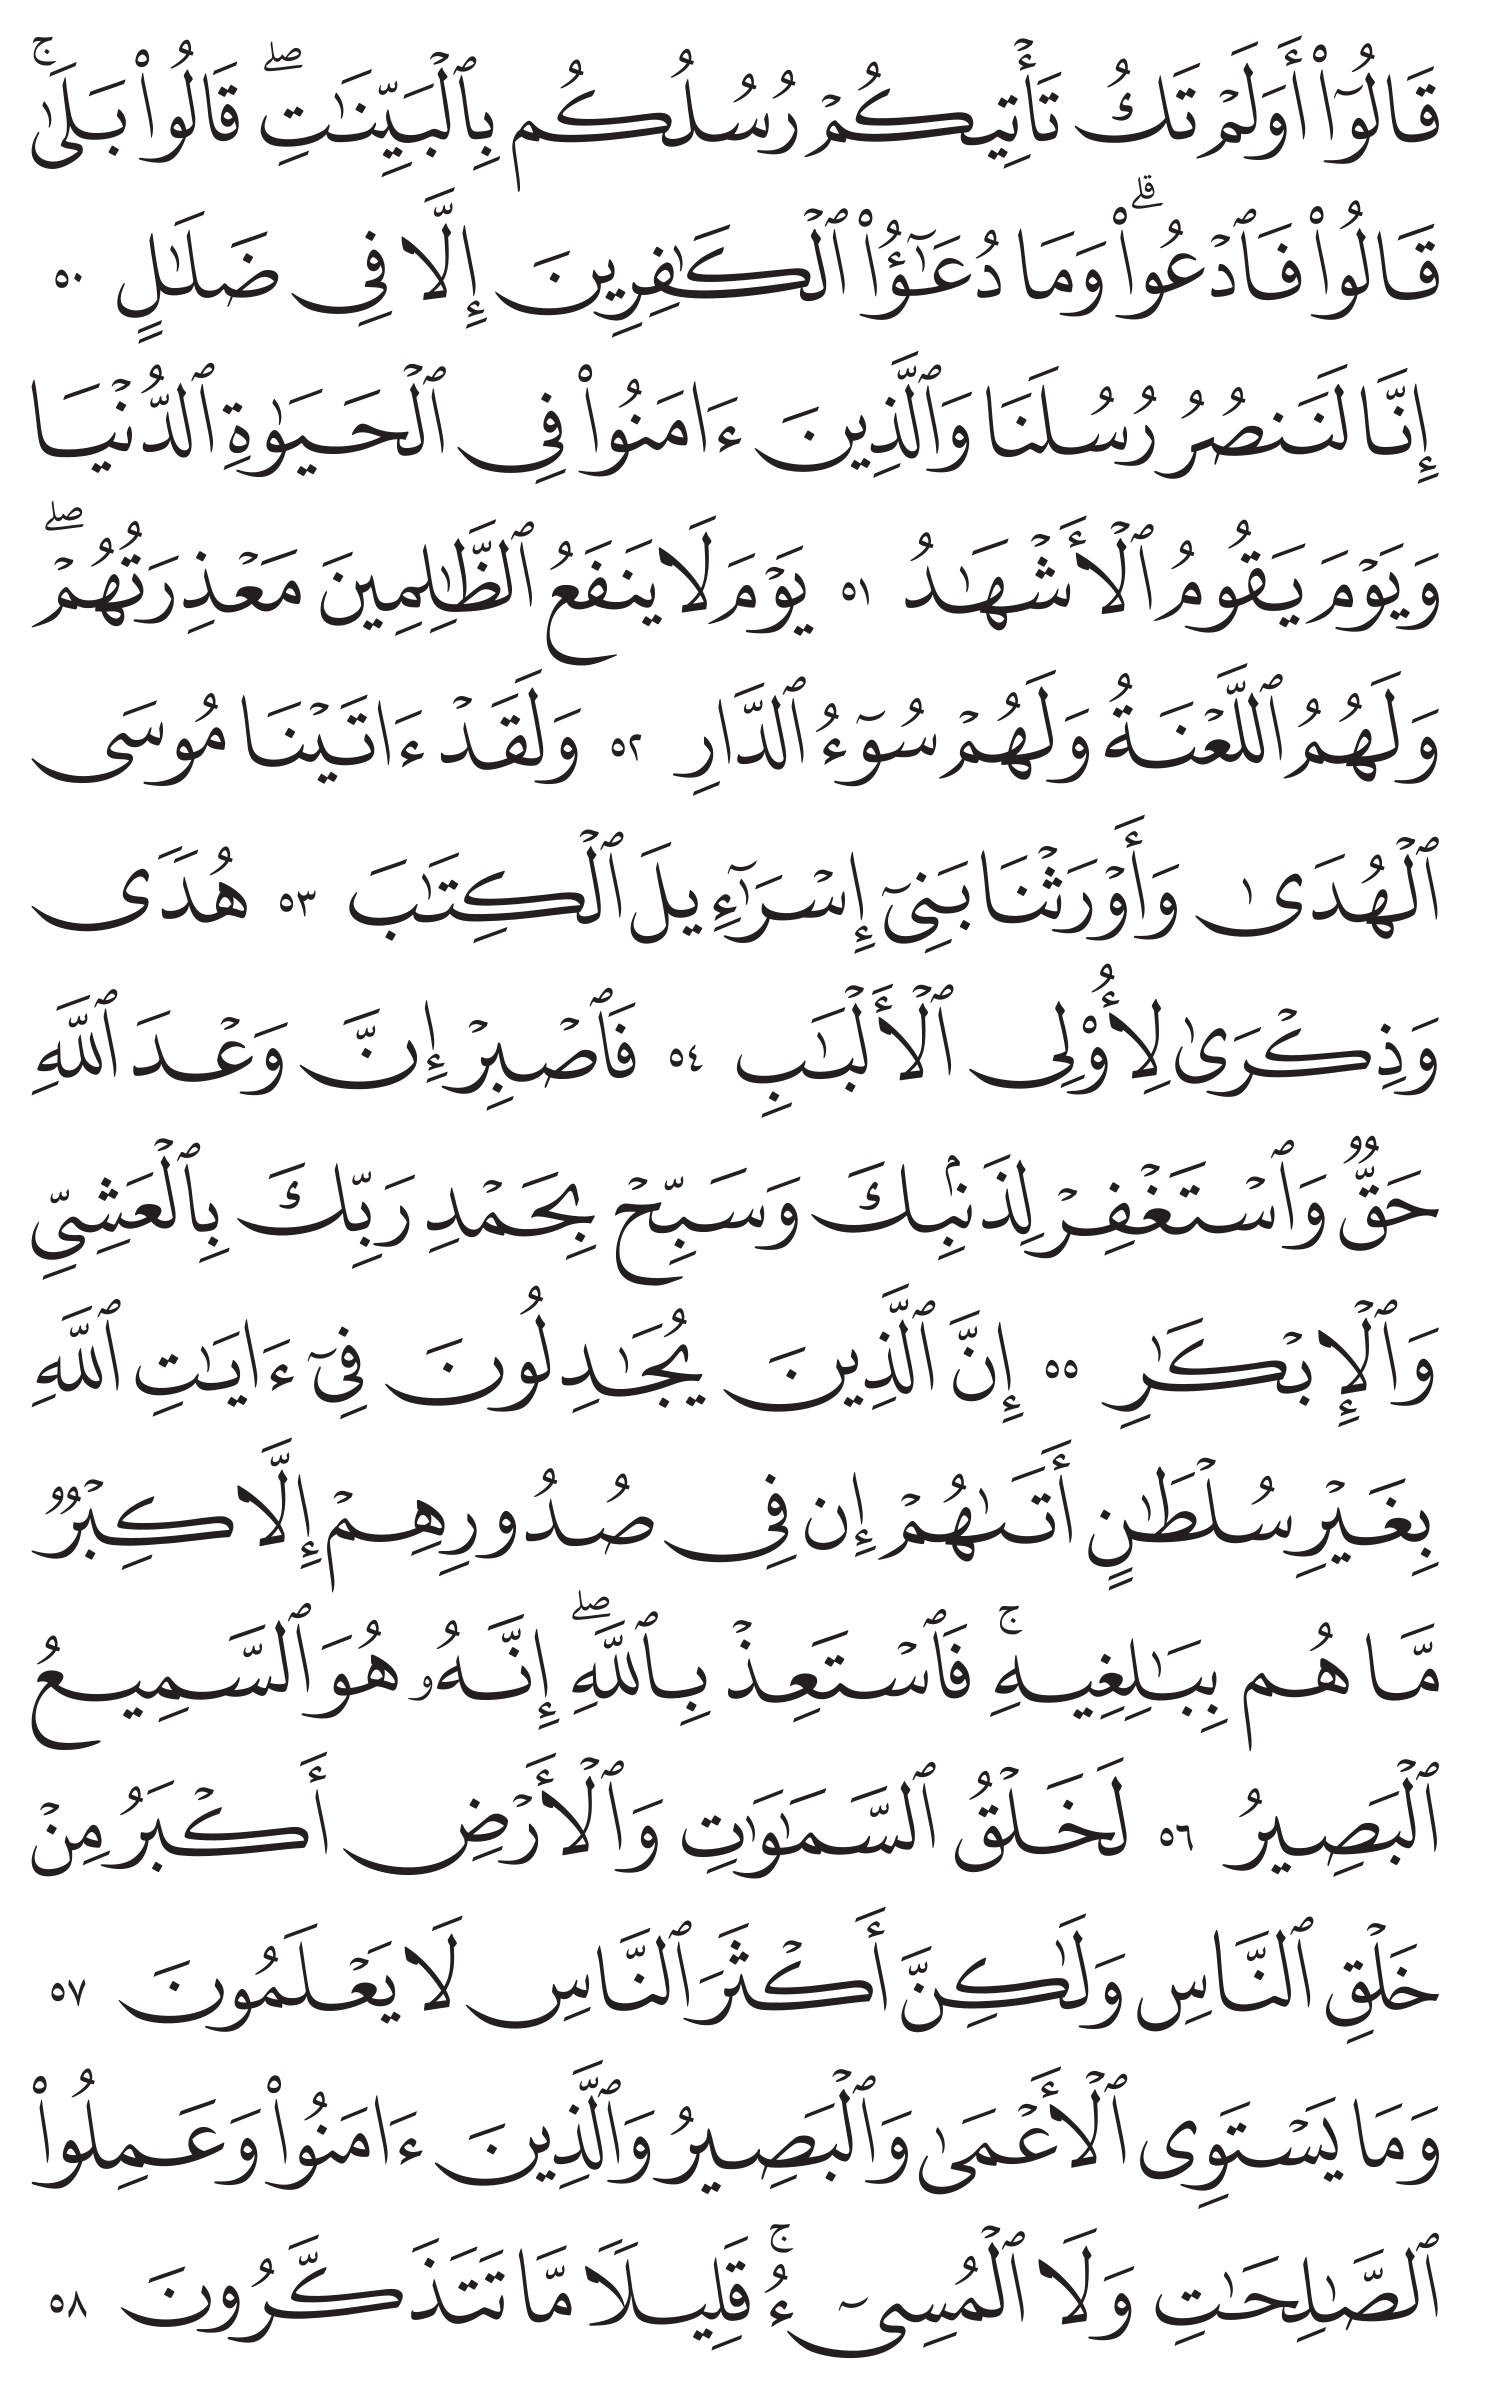 قَالُوٓا۟ أَوَلَمْ تَكُ تَأْتِيكُمْ رُسُلُكُم بِٱلْبَيِّنَـٰتِ ۖ قَالُوا۟ بَلَىٰ ۚ
قَالُوا۟ فَٱدْعُوا۟ ۗ وَمَا دُعَـٰٓؤُا۟ ٱلْكَـٰفِرِينَ إِلَّا فِى ضَلَـٰلٍ ٥٠
إِنَّا لَنَنصُرُ رُسُلَنَا وَٱلَّذِينَ ءَامَنُوا۟ فِى ٱلْحَيَوٰةِ ٱلدُّنْيَا
وَيَوْمَ يَقُومُ ٱلْأَشْهَـٰدُ ٥١ يَوْمَ لَا يَنفَعُ ٱلظَّـٰلِمِينَ مَعْذِرَتُهُمْ ۖ
وَلَهُمُ ٱللَّعْنَةُ وَلَهُمْ سُوٓءُ ٱلدَّارِ ٥٢ وَلَقَدْ ءَاتَيْنَا مُوسَى
ٱلْهُدَىٰ وَأَوْرَثْنَا بَنِىٓ إِسْرَٰٓءِيلَ ٱلْكِتَـٰبَ ٥٣ هُدًى
وَذِكْرَىٰ لِأُو۟لِى ٱلْأَلْبَـٰبِ ٥٤ فَٱصْبِرْ إِنَّ وَعْدَ ٱللَّهِ
حَقٌّ وَٱسْتَغْفِرْ لِذَنۢبِكَ وَسَبِّحْ بِحَمْدِ رَبِّكَ بِٱلْعَشِىِّ
وَٱلْإِبْكَـٰرِ ٥٥ إِنَّ ٱلَّذِينَ يُجَـٰدِلُونَ فِىٓ ءَايَـٰتِ ٱللَّهِ
بِغَيْرِ سُلْطَـٰنٍ أَتَىٰهُمْ إِن فِى صُدُورِهِمْ إِلَّا كِبْرٌ
مَّا هُم بِبَـٰلِغِيهِ ۚ فَٱسْتَعِذْ بِٱللَّهِ ۖ إِنَّهُۥ هُوَ ٱلسَّمِيعُ
ٱلْبَصِيرُ ٥٦ لَخَلْقُ ٱلسَّمَـٰوَٰتِ وَٱلْأَرْضِ أَكْبَرُ مِنْ
خَلْقِ ٱلنَّاسِ وَلَـٰكِنَّ أَكْثَرَ ٱلنَّاسِ لَا يَعْلَمُونَ ٥٧
وَمَا يَسْتَوِى ٱلْأَعْمَىٰ وَٱلْبَصِيرُ وَٱلَّذِينَ ءَامَنُوا۟ وَعَمِلُوا۟
ٱلصَّـٰلِحَـٰتِ وَلَا ٱلْمُسِىٓءُ ۚ قَلِيلًا مَّا تَتَذَكَّرُونَ ٥٨